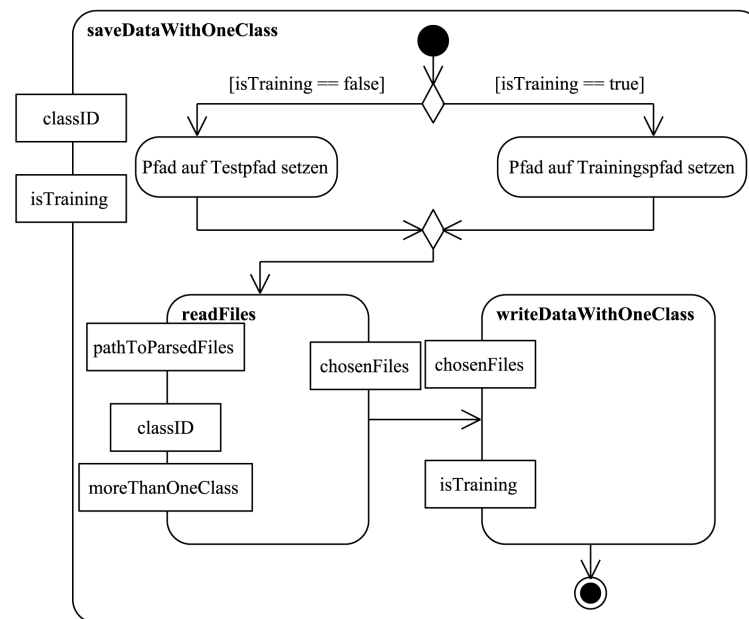 saveDataWithOneClass
[isTraining == false]
[isTraining == true]
classID
isTraining
Pfad auf Testpfad setzen
Pfad auf Trainingspfad setzen
readFiles
pathToParsedFiles
classID
moreThanOneClass
chosenFiles
writeDataWithOneClass
chosenFiles
isTraining